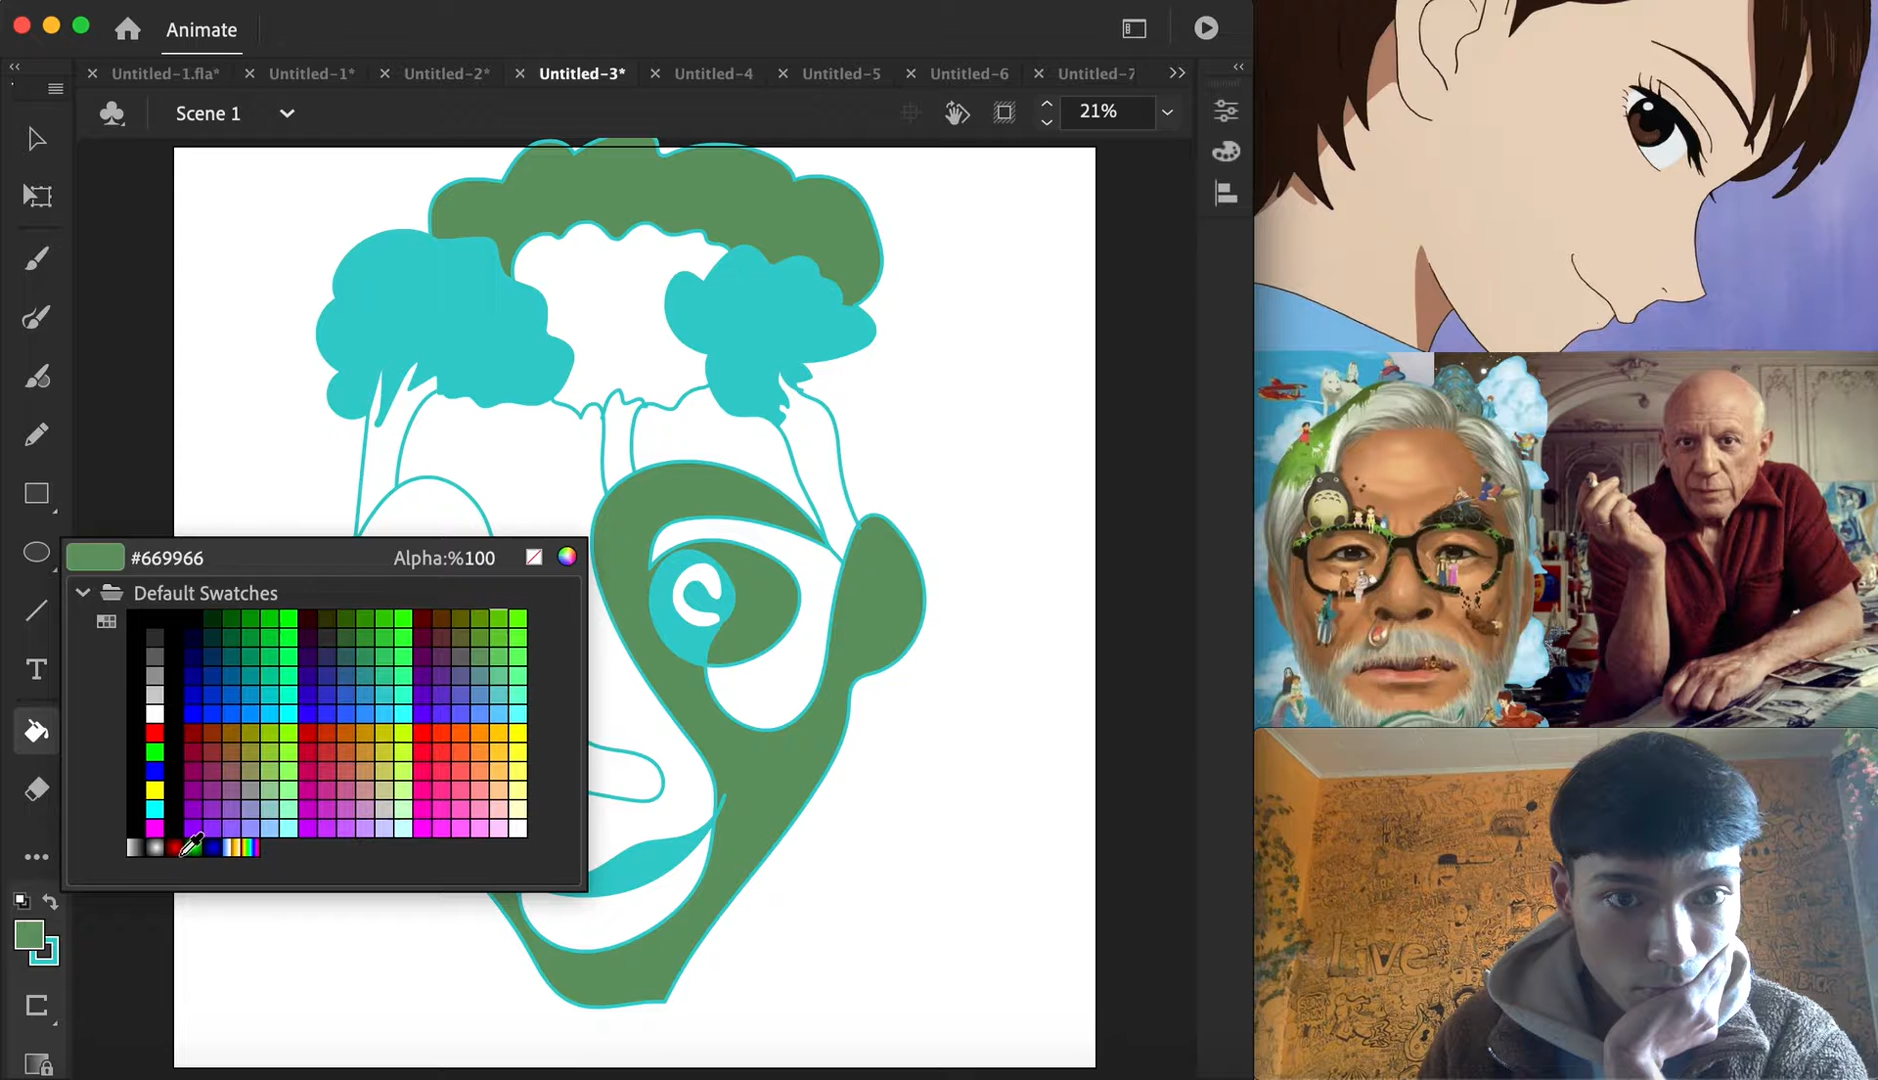 Animate
Untitled-1.fla* Untitled-1* Untitled-2* Untitled-3* Untitled-4 Untitled-5 Untitled-6 Untitled-7
Scene 1
21%
#669966 Alpha:%100
Default Swatches
T
Live